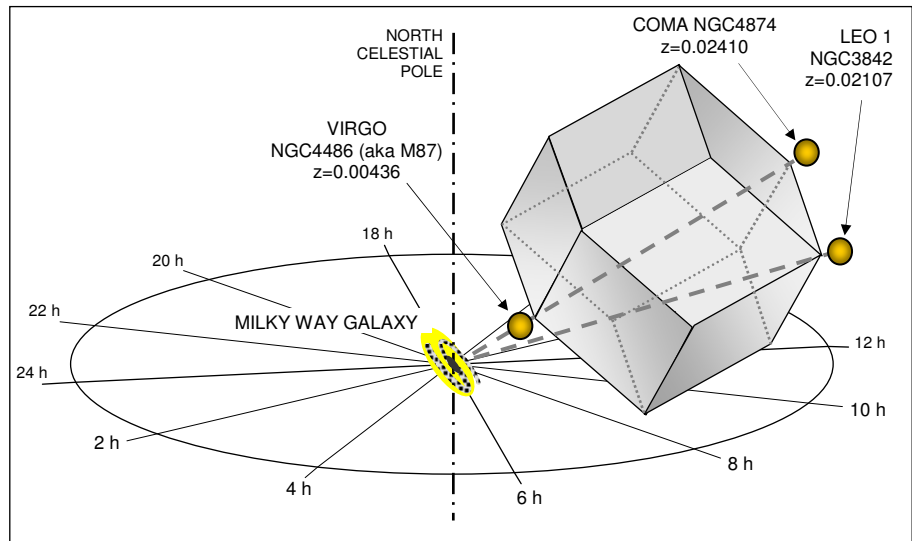 COMA NGC4874
z=0.02410
LEO 1
NGC3842
z=0.02107
NORTH
CELESTIAL
POLE
VIRGO
NGC4486 (aka M87)
z=0.00436
18 h
20 h
22 h
MILKY WAY GALAXY
24 h
12 h
10 h
2 h
8 h
4 h
6 h